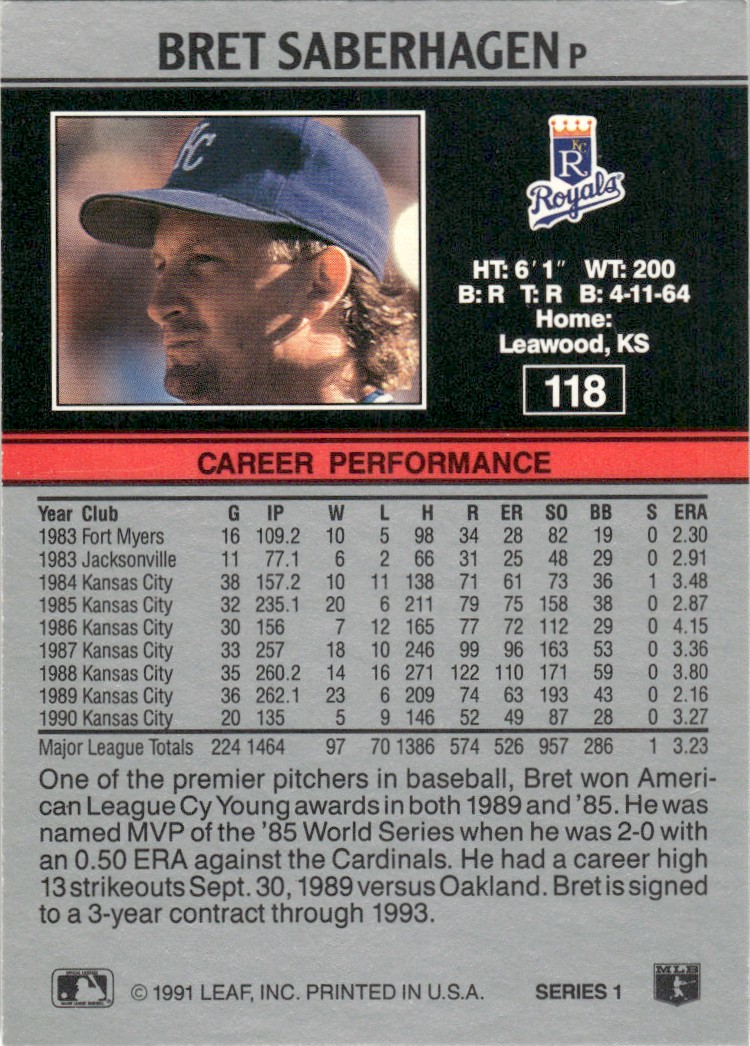 BRET SABERHAGEN P
KC
KC
R
Royals
HT: 6'1" WT: 200
B: R T: R B: 4-11-64
Home:
Leawood, KS
118
CAREER PERFORMANCE
Year Club G IP W L H R ER SO BB S ERA
1983 Fort Myers 16 109.2 10 5 98 34 28 82 19 0 2.30
1983 Jacksonville 11 77.1 6 2 66 31 25 48 29 0 2.91
1984 Kansas City 38 157.2 10 11 138 71 61 73 36 1 3.48
1985 Kansas City 32 235.1 20 6 211 79 75 158 38 0 2.87
1986 Kansas City 30 156 7 12 165 77 72 112 29 0 4.15
1987 Kansas City 33 257 18 10 246 99 96 163 53 0 3.36
1988 Kansas City 35 260.2 14 16 271 122 110 171 59 0 3.80
1989 Kansas City 36 262.1 23 6 209 74 63 193 43 0 2.16
1990 Kansas City 20 135 5 9 146 52 49 87 28 0 3.27
Major League Totals 224 1464 97 70 1386 574 526 957 286 1 3.23
One of the premier pitchers in baseball, Bret won Ameri-
can League Cy Young awards in both 1989 and '85. He was
named MVP of the '85 World Series when he was 2-0 with
an 0.50 ERA against the Cardinals. He had a career high
13 strikeouts Sept. 30, 1989 versus Oakland. Bret is signed
to a 3-year contract through 1993.
© 1991 LEAF, INC. PRINTED IN U.S.A. SERIES 1
MLB